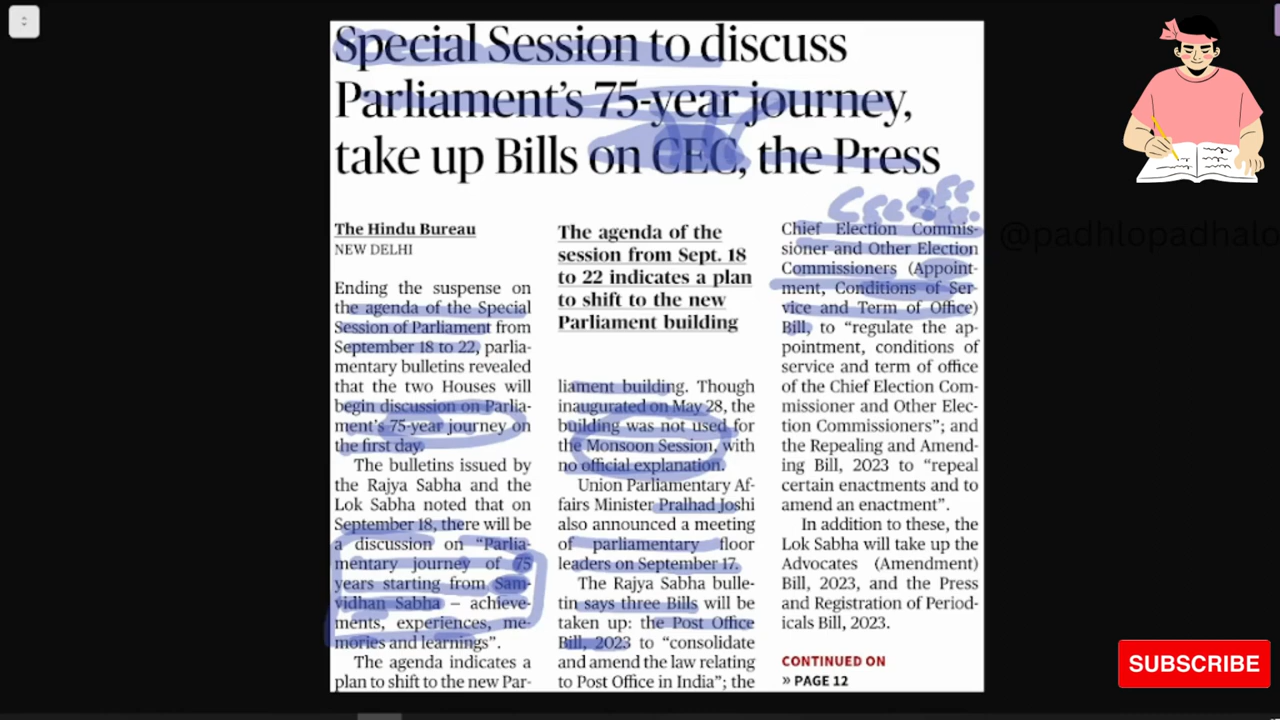 Special Session to discuss
Parliament's 75-year journey,
take up Bills on CEC, the Press
The Hindu Bureau
NEW DELHI
Ending the suspense on
the agenda of the Special
Session of Parliament from
September 18 to 22, parlia-
mentary bulletins revealed
that the two Houses will
begin discussion on Parlia-
ment's 75-year journey on
the first day.
The bulletins issued by
the Rajya Sabha and the
Lok Sabha noted that on
September 18, there will be
a discussion on "Parlia-
mentary journey of 75
years starting from Sam-
vidhan Sabha – achieve-
ments, experiences, me-
mories and learnings".
The agenda indicates a
plan to shift to the new Par-
The agenda of the
session from Sept. 18
to 22 indicates a plan
to shift to the new
Parliament building
liament building. Though
inaugurated on May 28, the
building was not used for
the Monsoon Session, with
no official explanation.
Union Parliamentary Af-
fairs Minister Pralhad Joshi
also announced a meeting
of parliamentary floor
leaders on September 17.
The Rajya Sabha bulle-
tin says three Bills will be
taken up: the Post Office
Bill, 2023 to "consolidate
and amend the law relating
to Post Office in India"; the
Chief Election Commis-
sioner and Other Election
Commissioners (Appoint-
ment, Conditions of Ser-
vice and Term of Office)
Bill, to "regulate the ap-
pointment, conditions of
service and term of office
of the Chief Election Com-
missioner and Other Elec-
tion Commissioners"; and
the Repealing and Amend-
ing Bill, 2023 to "repeal
certain enactments and to
amend an enactment".
In addition to these, the
Lok Sabha will take up the
Advocates (Amendment)
Bill, 2023, and the Press
and Registration of Period-
icals Bill, 2023.
CONTINUED ON
» PAGE 12
@padhlopadhalo
SUBSCRIBE